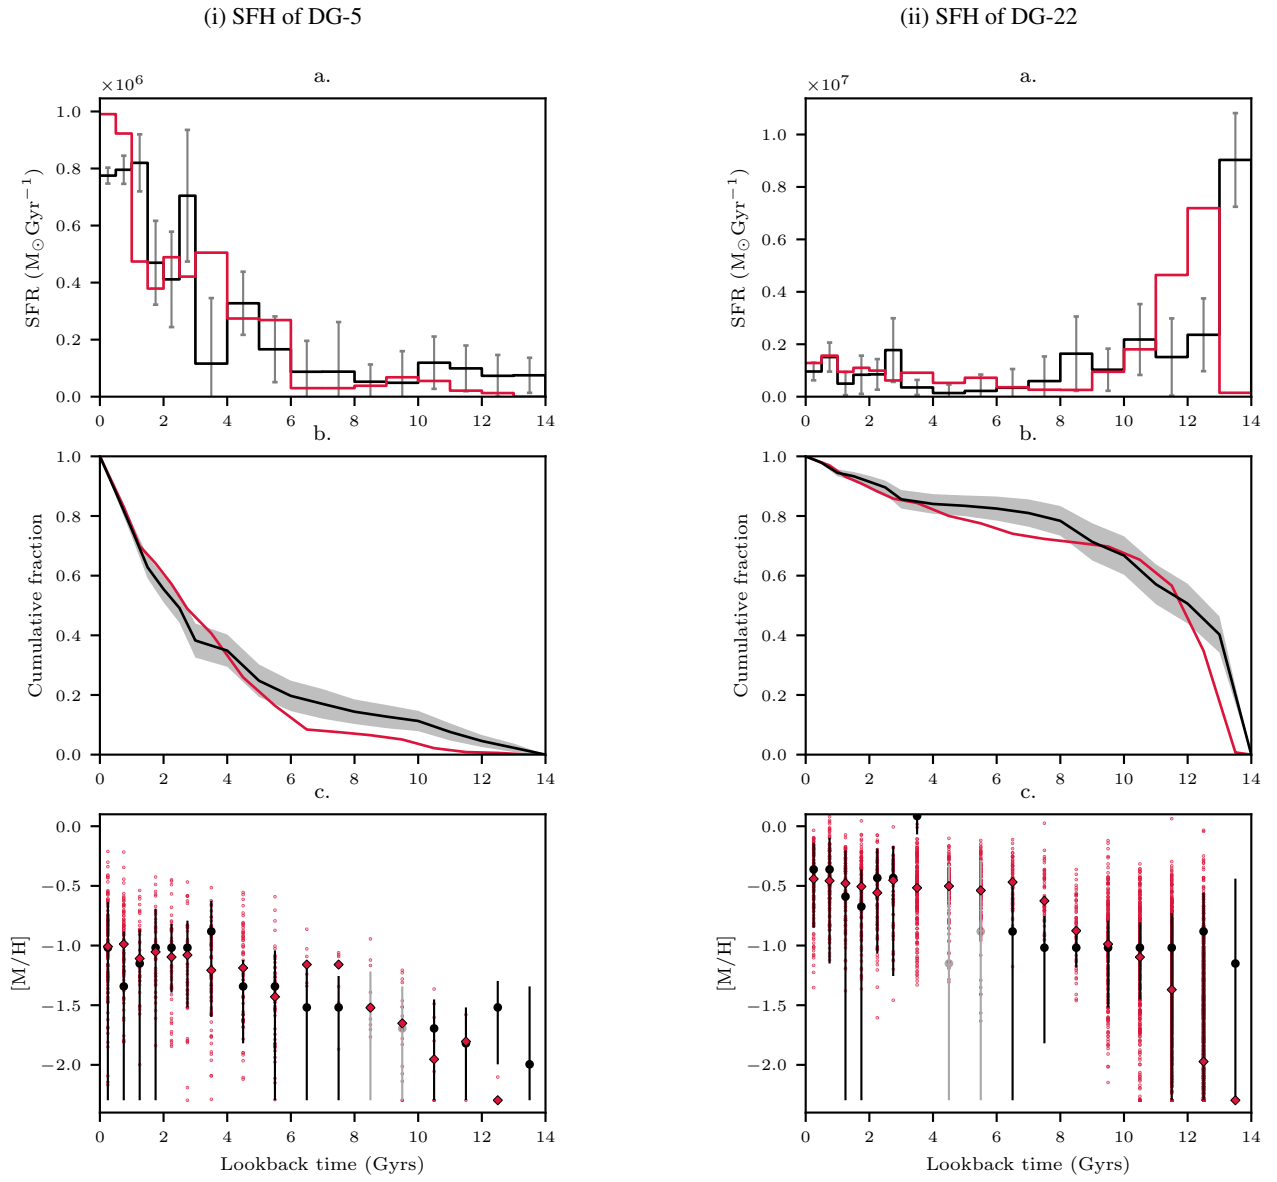 (i) SFH of DG-5
a.
×10⁶
1.0
0.8
0.6
0.4
0.2
0.0
SFR (M⊙Gyr⁻¹)
0 2 4 6 8 10 12 14
b.
1.0
0.8
0.6
0.4
0.2
0.0
Cumulative fraction
0 2 4 6 8 10 12 14
c.
0.0
−0.5
−1.0
−1.5
−2.0
[M/H]
0 2 4 6 8 10 12 14
Lookback time (Gyrs)
(ii) SFH of DG-22
a.
×10⁷
1.0
0.8
0.6
0.4
0.2
0.0
SFR (M⊙Gyr⁻¹)
0 2 4 6 8 10 12 14
b.
1.0
0.8
0.6
0.4
0.2
0.0
Cumulative fraction
0 2 4 6 8 10 12 14
c.
0.0
−0.5
−1.0
−1.5
−2.0
[M/H]
0 2 4 6 8 10 12 14
Lookback time (Gyrs)